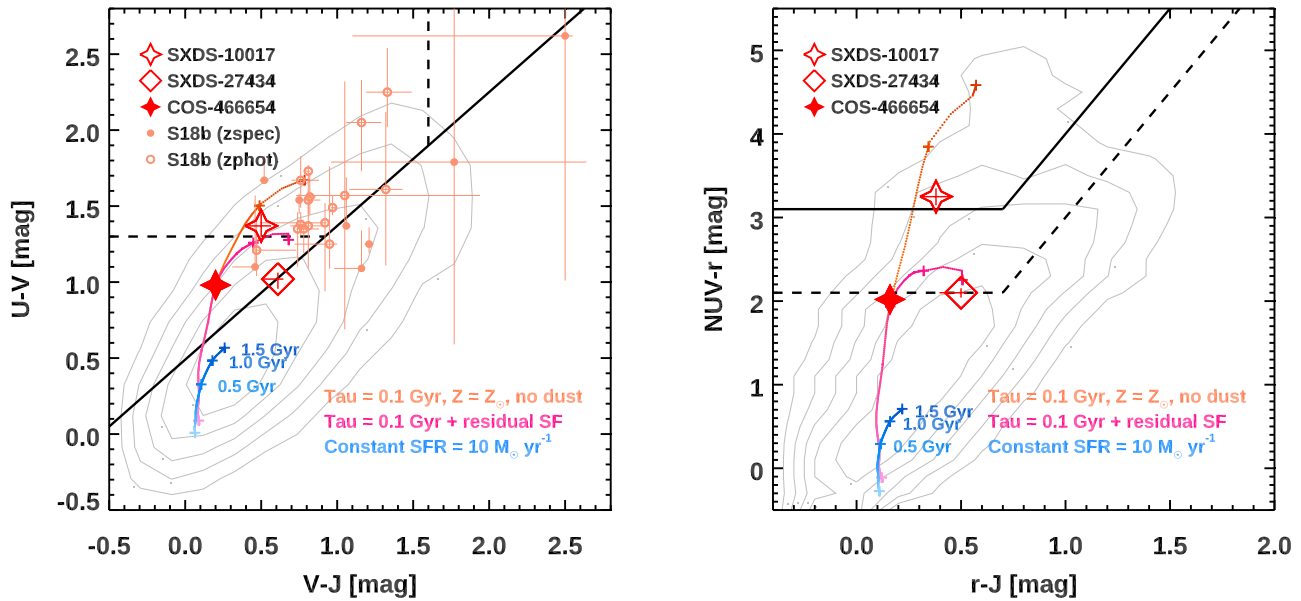 SXDS-10017
SXDS-27434
COS-466654
S18b (zspec)
S18b (zphot)
2.5
2.0
1.5
1.0
0.5
0.0
-0.5
U-V [mag]
1.5 Gyr
1.0 Gyr
0.5 Gyr
Tau = 0.1 Gyr, Z = Z☉, no dust
Tau = 0.1 Gyr + residual SF
Constant SFR = 10 M☉ yr⁻¹
-0.5 0.0 0.5 1.0 1.5 2.0 2.5
V-J [mag]
SXDS-10017
SXDS-27434
COS-466654
5
4
3
2
1
0
NUV-r [mag]
1.5 Gyr
1.0 Gyr
0.5 Gyr
Tau = 0.1 Gyr, Z = Z☉, no dust
Tau = 0.1 Gyr + residual SF
Constant SFR = 10 M☉ yr⁻¹
0.0 0.5 1.0 1.5 2.0
r-J [mag]